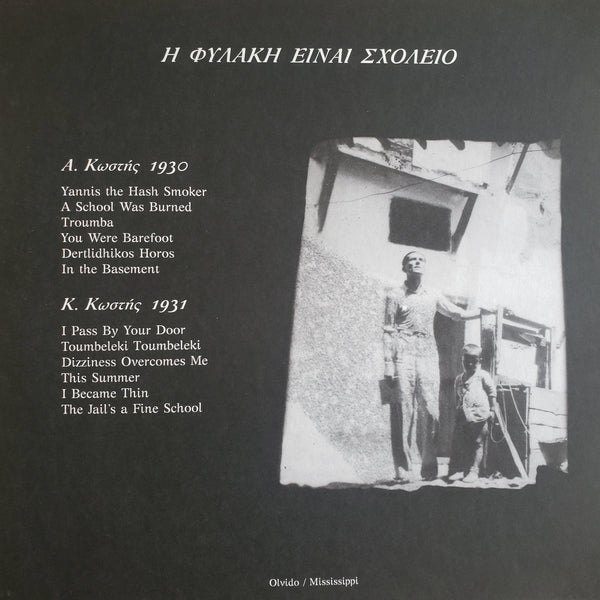 Η ΦΥΛΑΚΗ ΕΙΝΑΙ ΣΧΟΛΕΙΟ
Α. Κωστής 1930
Yannis the Hash Smoker
A School Was Burned
Troumba
You Were Barefoot
Dertlidhikos Horos
In the Basement
Κ. Κωστής 1931
I Pass By Your Door
Toumbeleki Toumbeleki
Dizziness Overcomes Me
This Summer
I Became Thin
The Jail's a Fine School
Olvido / Mississippi